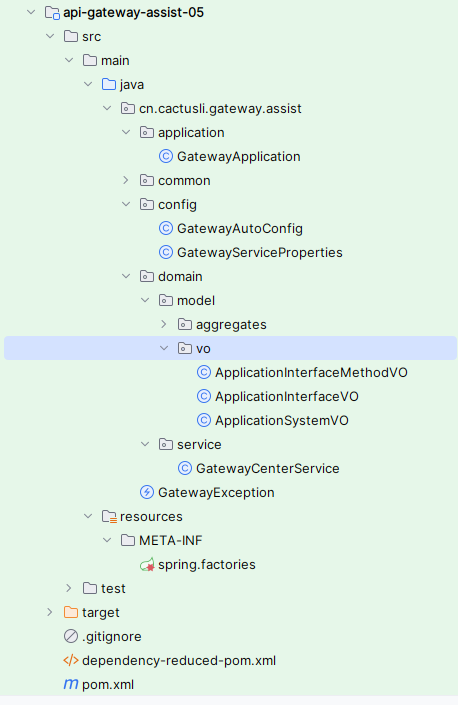 api-gateway-assist-05
src
main
java
cn.cactusli.gateway.assist
application
GatewayApplication
common
config
GatewayAutoConfig
GatewayServiceProperties
domain
model
aggregates
vo
ApplicationInterfaceMethodVO
ApplicationInterfaceVO
ApplicationSystemVO
service
GatewayCenterService
GatewayException
resources
META-INF
spring.factories
test
target
.gitignore
dependency-reduced-pom.xml
pom.xml